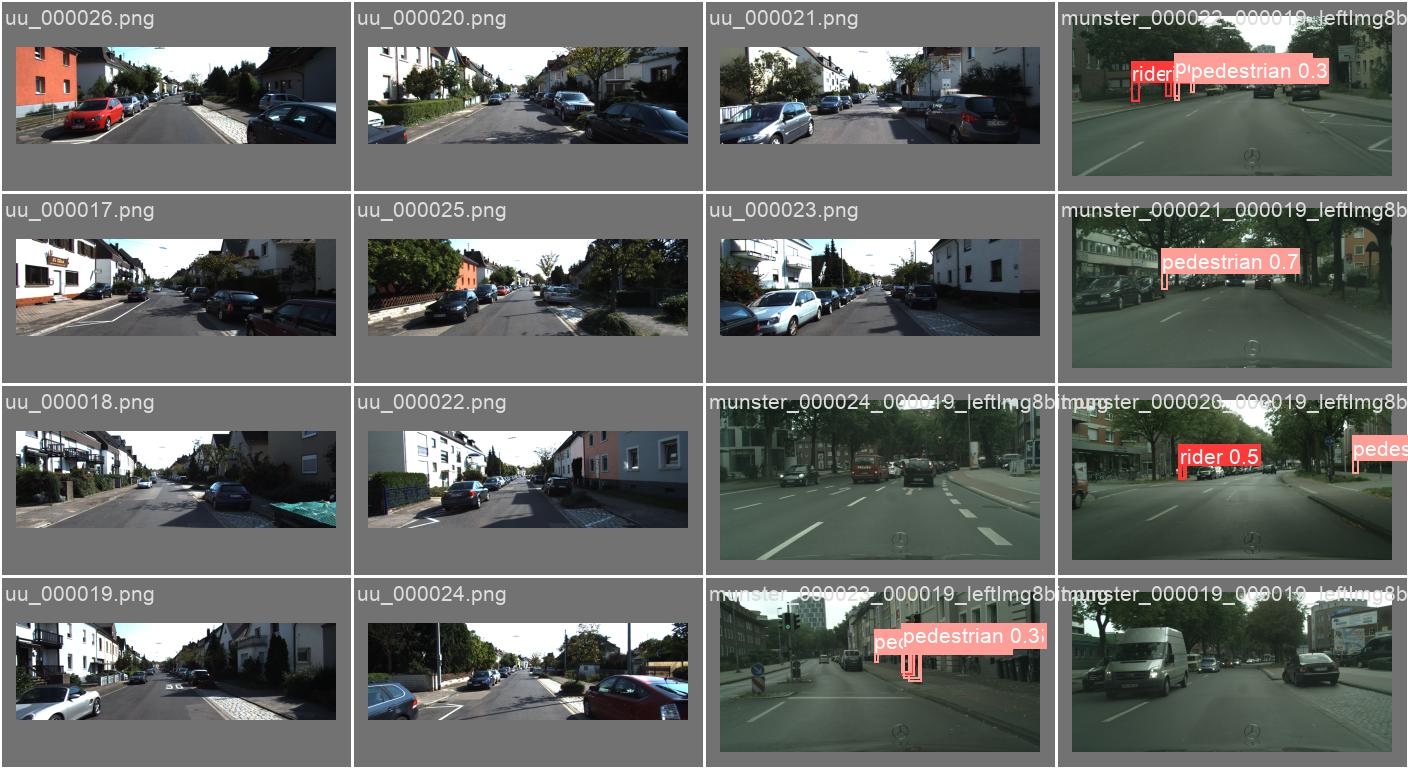 uu_000026.png
uu_000020.png
uu_000021.png
munster_000022_000019_leftImg8b
rider
pedestrian 0.3
uu_000017.png
uu_000025.png
uu_000023.png
munster_000021_000019_leftImg8b
pedestrian 0.7
uu_000018.png
uu_000022.png
munster_000024_000019_leftImg8bit.png
munster_000020_000019_leftImg8b
rider 0.5
pedes
uu_000019.png
uu_000024.png
munster_000023_000019_leftImg8bit.png
ped
pedestrian 0.3
munster_000019_000019_leftImg8b